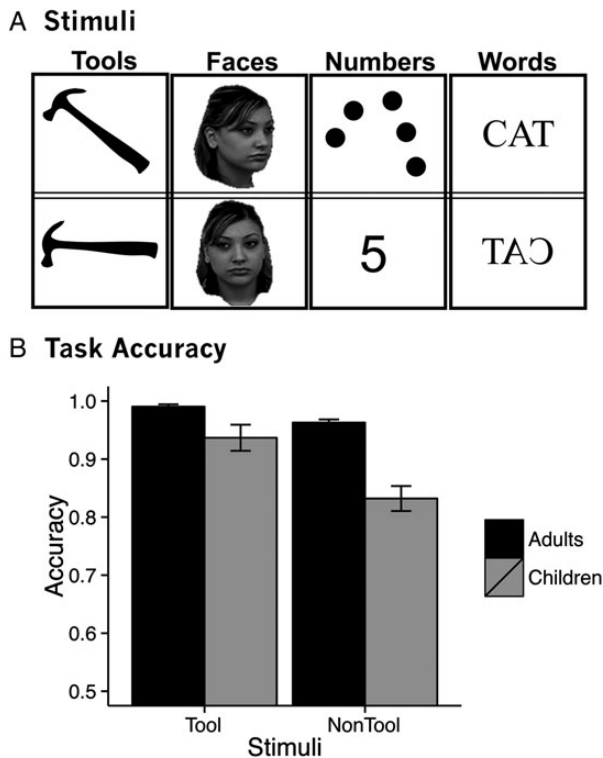 A Stimuli
Tools Faces Numbers Words
CAT
5 TAC
B Task Accuracy
1.0
0.9
0.8
0.7
0.6
0.5
Accuracy
Tool NonTool
Stimuli
Adults
Children